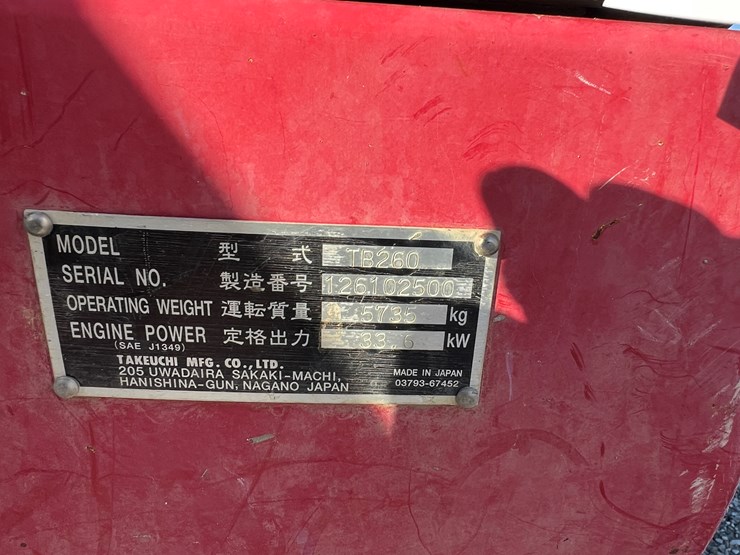 MODEL 型 式 TB260
SERIAL NO. 製造番号 126102500
OPERATING WEIGHT 運転質量 5735 kg
ENGINE POWER 定格出力 33.6 kW
(SAE J1349)
TAKEUCHI MFG. CO., LTD.
205 UWADAIRA SAKAKI-MACHI, MADE IN JAPAN
HANISHINA-GUN, NAGANO JAPAN 03793-67452